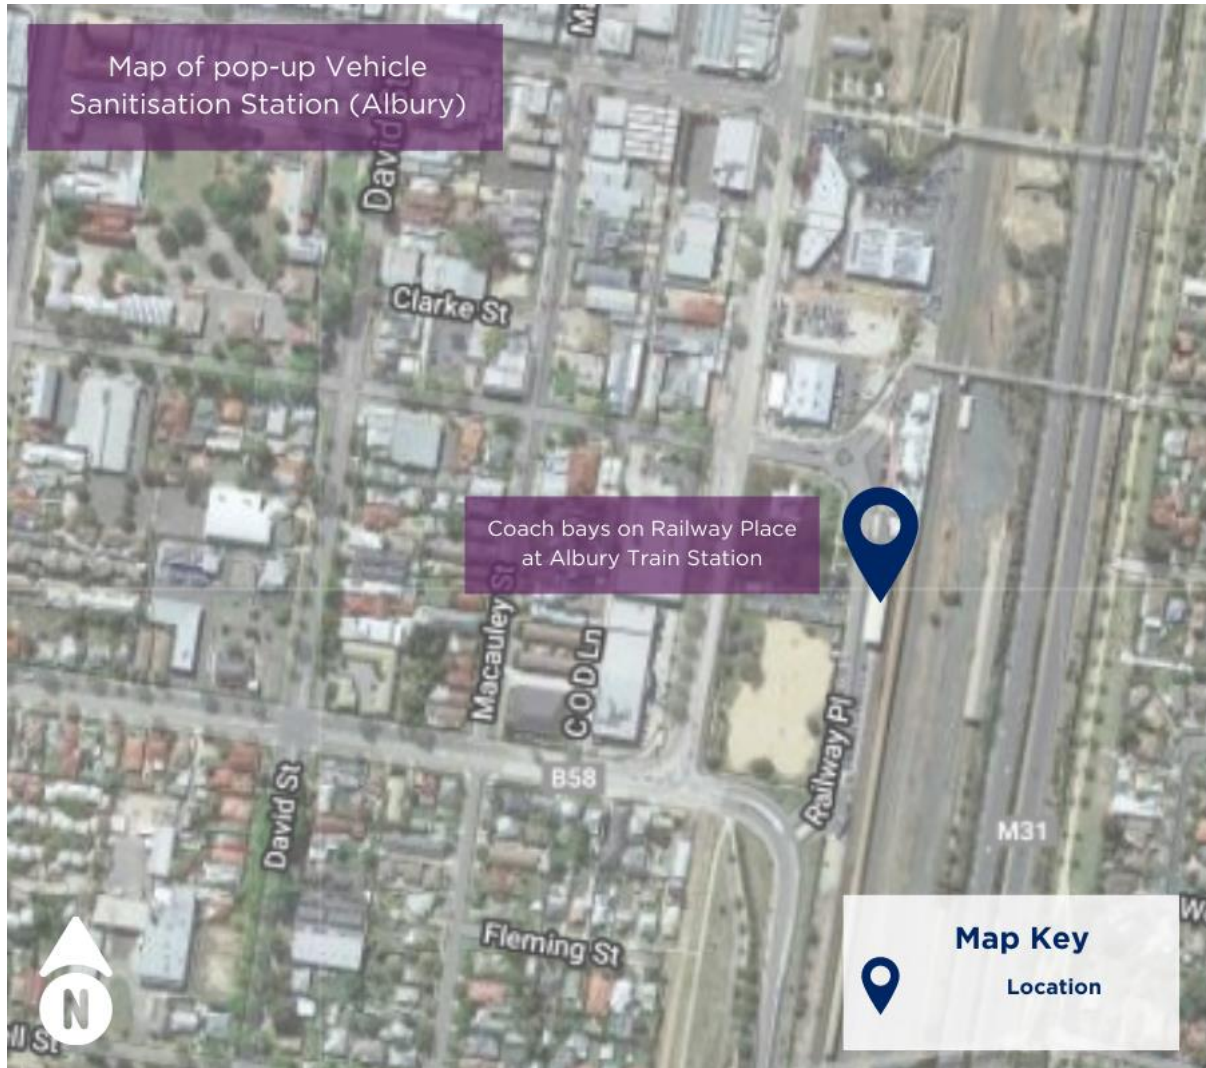 Map of pop-up Vehicle
Sanitisation Station (Albury)
David
Clarke St
Coach bays on Railway Place
at Albury Train Station
Macauley St
C O D Ln
Railway Pl
B58
David St
M31
Fleming St
Map Key
Location
N